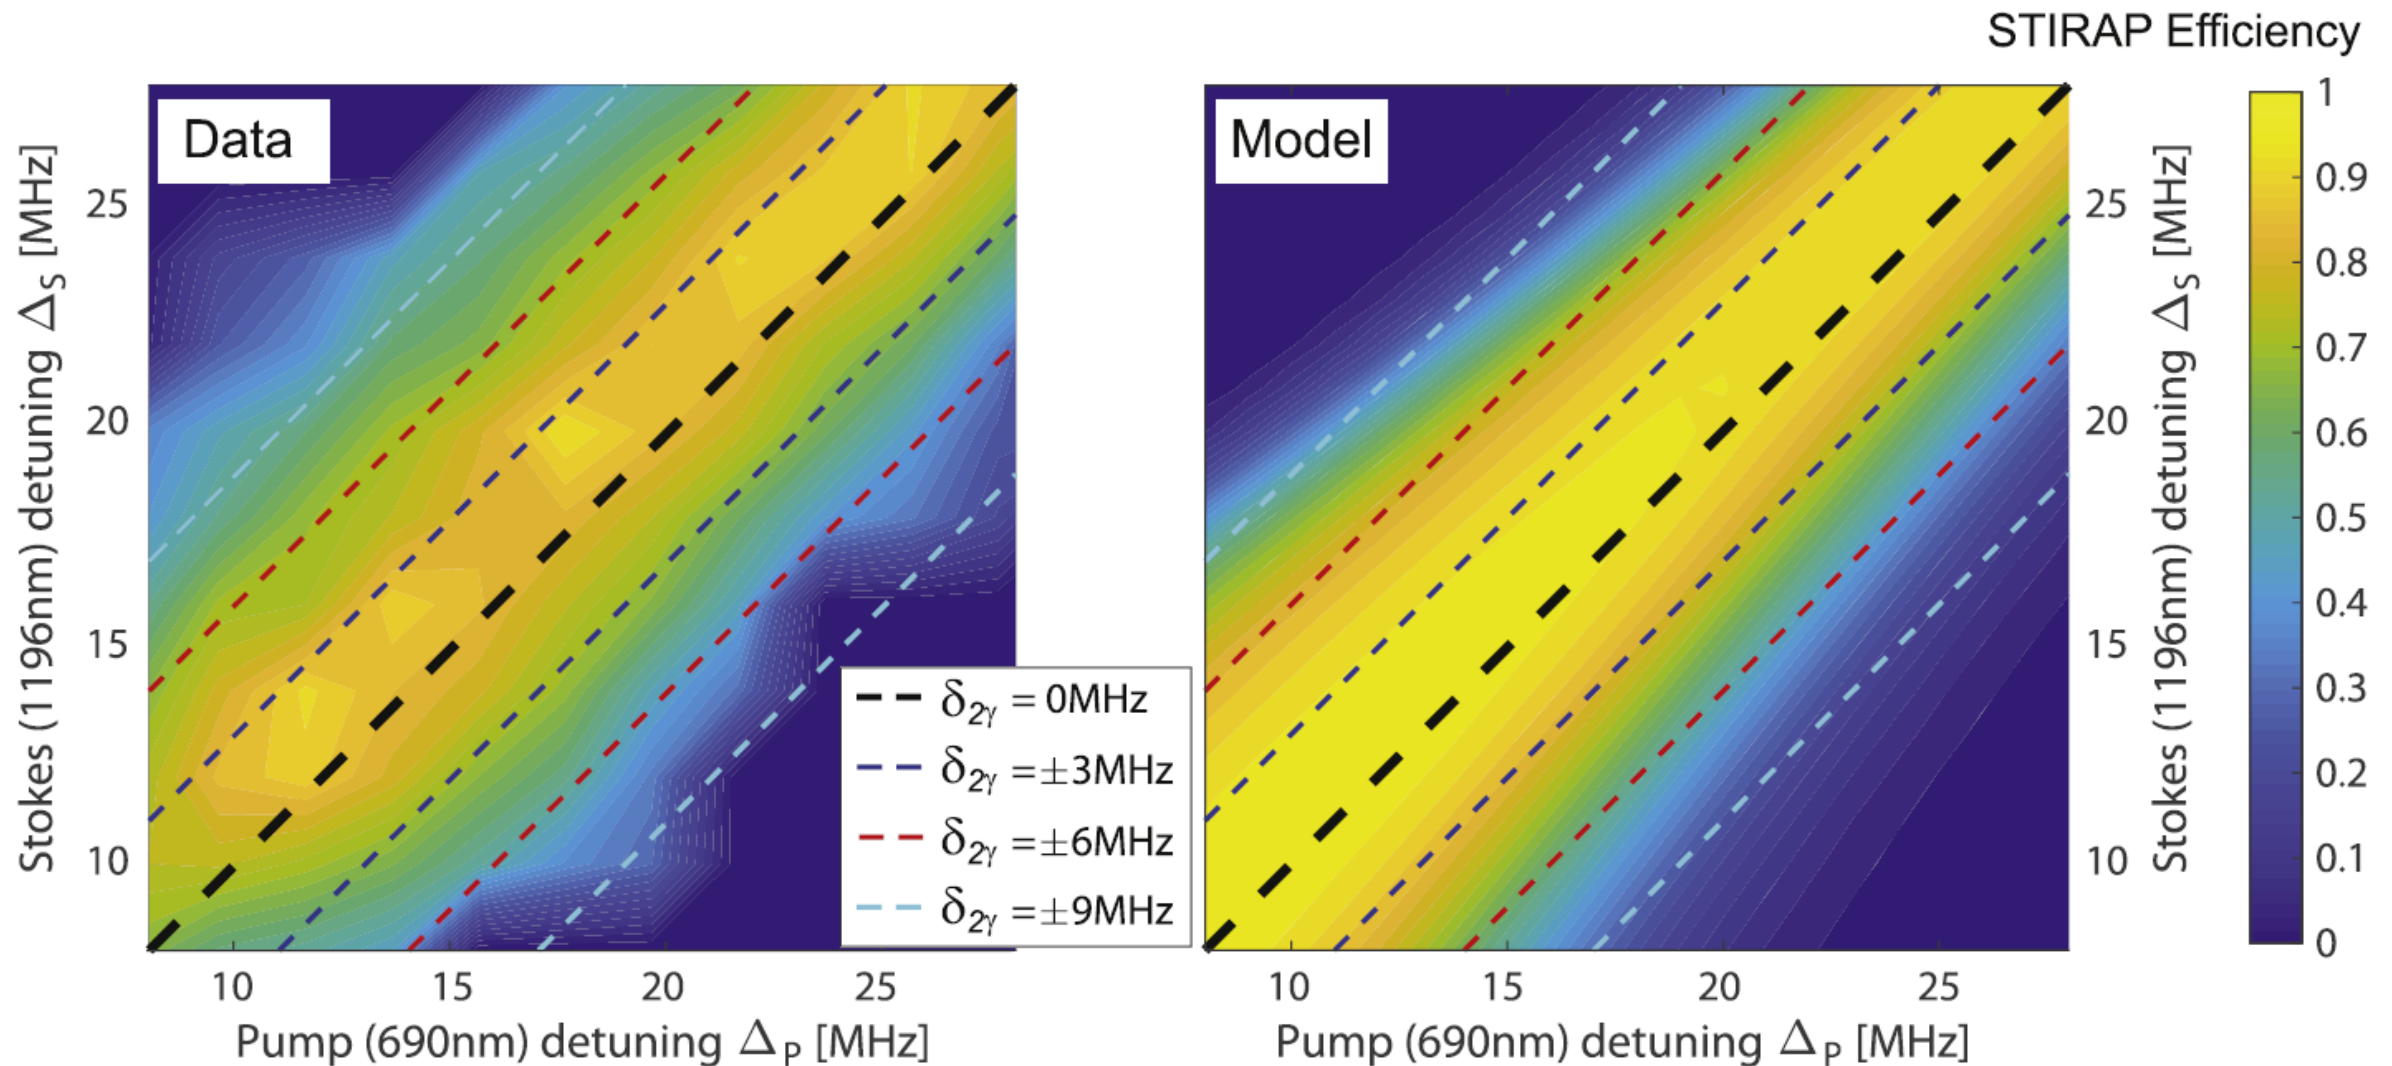 STIRAP Efficiency
Data
Model
Stokes (1196nm) detuning ΔS [MHz]
25
20
15
10
10 15 20 25
Pump (690nm) detuning ΔP [MHz]
δ2γ = 0MHz
δ2γ =±3MHz
δ2γ =±6MHz
δ2γ =±9MHz
10 15 20 25
Pump (690nm) detuning ΔP [MHz]
25
20
15
10
Stokes (1196nm) detuning ΔS [MHz]
1
0.9
0.8
0.7
0.6
0.5
0.4
0.3
0.2
0.1
0